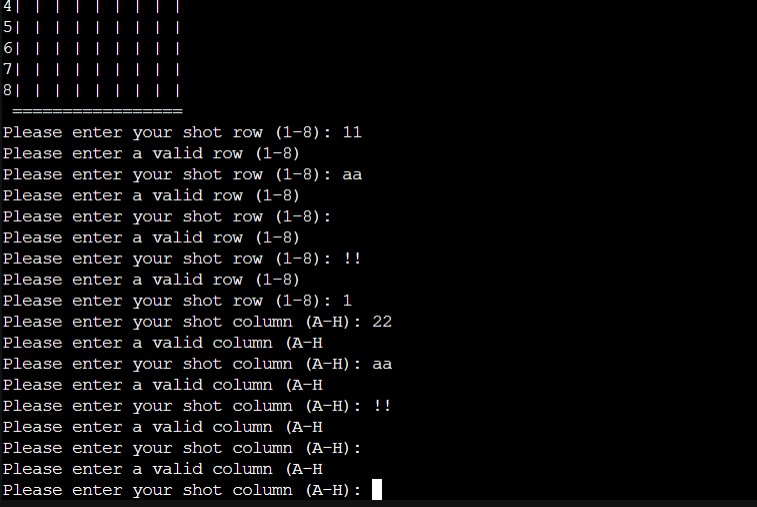 4| | | | | | | | |
5| | | | | | | | |
6| | | | | | | | |
7| | | | | | | | |
8| | | | | | | | |
=================
Please enter your shot row (1-8): 11
Please enter a valid row (1-8)
Please enter your shot row (1-8): aa
Please enter a valid row (1-8)
Please enter your shot row (1-8):
Please enter a valid row (1-8)
Please enter your shot row (1-8): !!
Please enter a valid row (1-8)
Please enter your shot row (1-8): 1
Please enter your shot column (A-H): 22
Please enter a valid column (A-H
Please enter your shot column (A-H): aa
Please enter a valid column (A-H
Please enter your shot column (A-H): !!
Please enter a valid column (A-H
Please enter your shot column (A-H):
Please enter a valid column (A-H
Please enter your shot column (A-H):